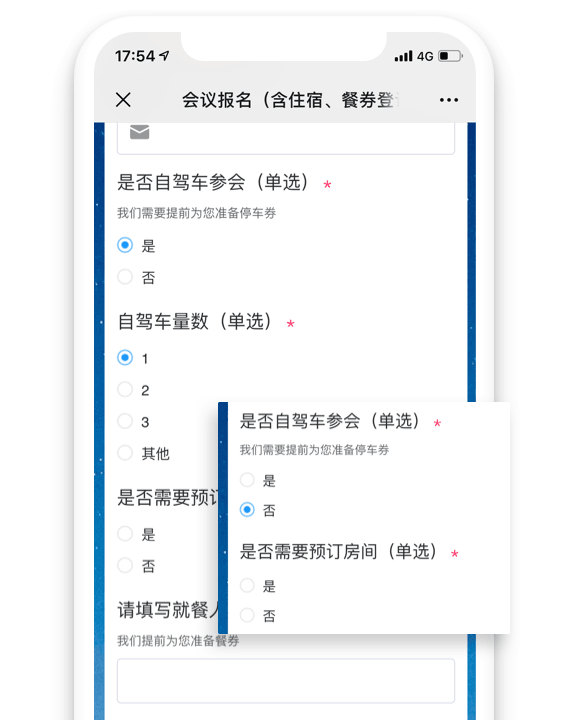 17:54
4G
会议报名（含住宿、餐券登
是否自驾车参会（单选） *
我们需要提前为您准备停车券
是
否
自驾车量数（单选） *
1
2
3
其他
是否需要预订
是
否
请填写就餐人
我们提前为您准备餐券
是否自驾车参会（单选） *
我们需要提前为您准备停车券
是
否
是否需要预订房间（单选） *
是
否